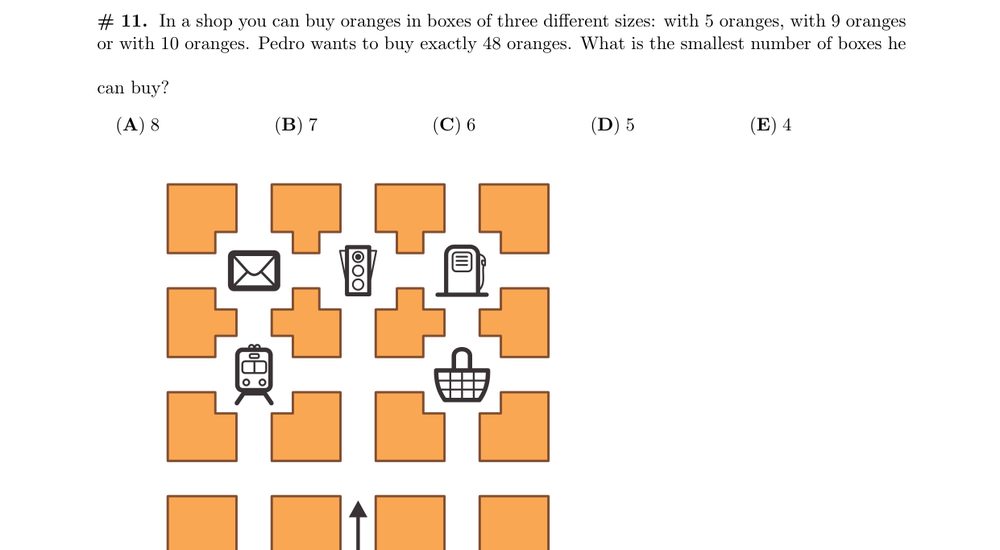 # 11. In a shop you can buy oranges in boxes of three different sizes: with 5 oranges, with 9 oranges
or with 10 oranges. Pedro wants to buy exactly 48 oranges. What is the smallest number of boxes he
can buy?
(A) 8 (B) 7 (C) 6 (D) 5 (E) 4